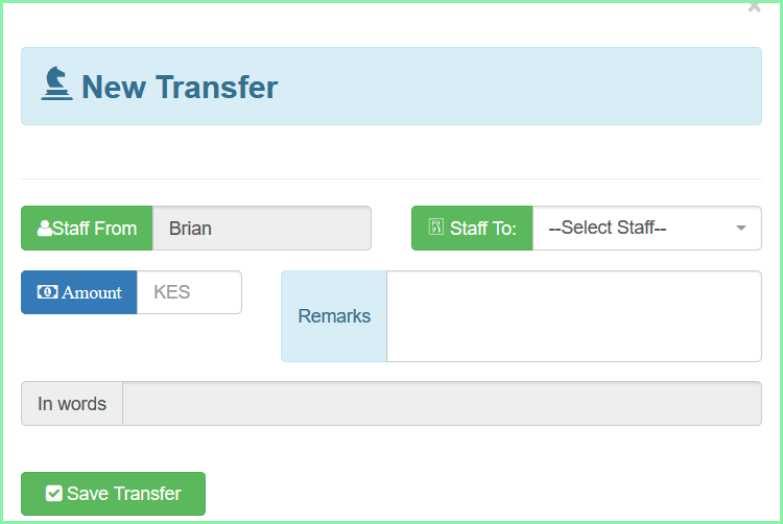 New Transfer
Staff From Brian
Staff To: --Select Staff--
Amount KES
Remarks
In words
Save Transfer